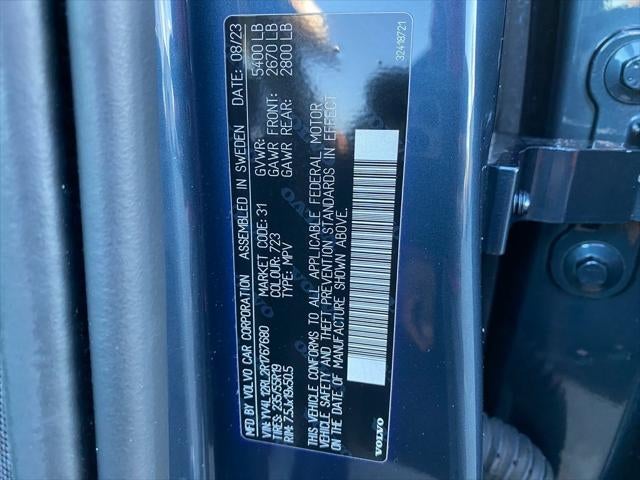 MFD BY VOLVO CAR CORPORATION ASSEMBLED IN SWEDEN DATE: 08/23
VIN: YV4L12RL2R1767680 MARKET CODE: 31 GVWR: 5400 LB
TIRES: 235/55R19 COLOUR: 723 GAWR FRONT: 2670 LB
RIM: 7.5Jx19x50.5 TYPE: MPV GAWR REAR: 2800 LB
THIS VEHICLE CONFORMS TO ALL APPLICABLE FEDERAL MOTOR
VEHICLE SAFETY AND THEFT PREVENTION STANDARDS IN EFFECT
ON THE DATE OF MANUFACTURE SHOWN ABOVE.
VOLVO
32418721